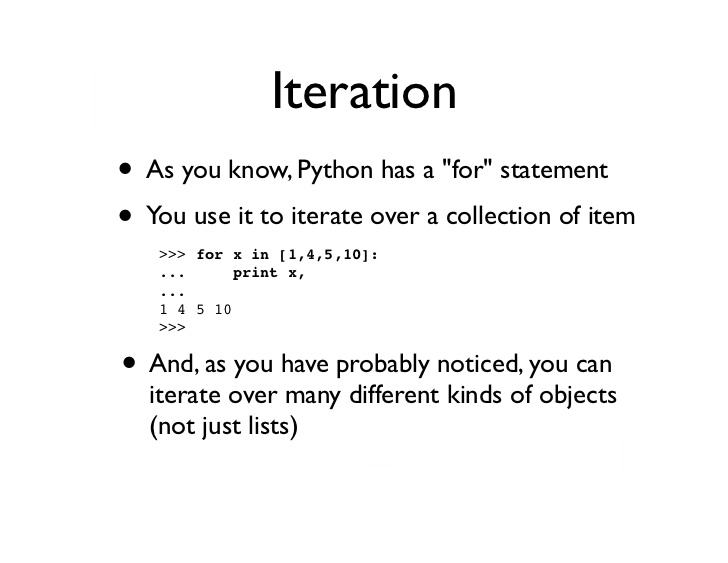 Iteration
• As you know, Python has a "for" statement
• You use it to iterate over a collection of item
>>> for x in [1,4,5,10]:
...     print x,
...
1 4 5 10
>>>
• And, as you have probably noticed, you can
iterate over many different kinds of objects
(not just lists)